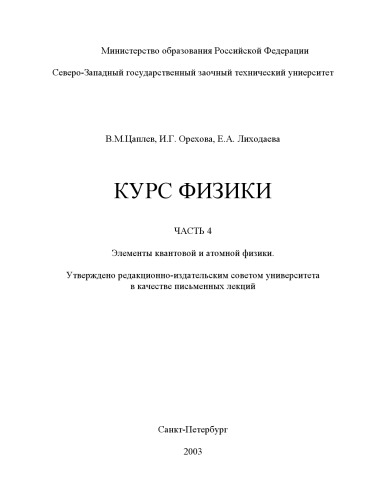 Министерство образования Российской Федерации
Северо-Западный государственный заочный технический униерситет
В.М.Цаплев, И.Г. Орехова, Е.А. Лиходаева
КУРС ФИЗИКИ
ЧАСТЬ 4
Элементы квантовой и атомной физики.
Утверждено редакционно-издательским советом университета
в качестве письменных лекций
Санкт-Петербург
2003